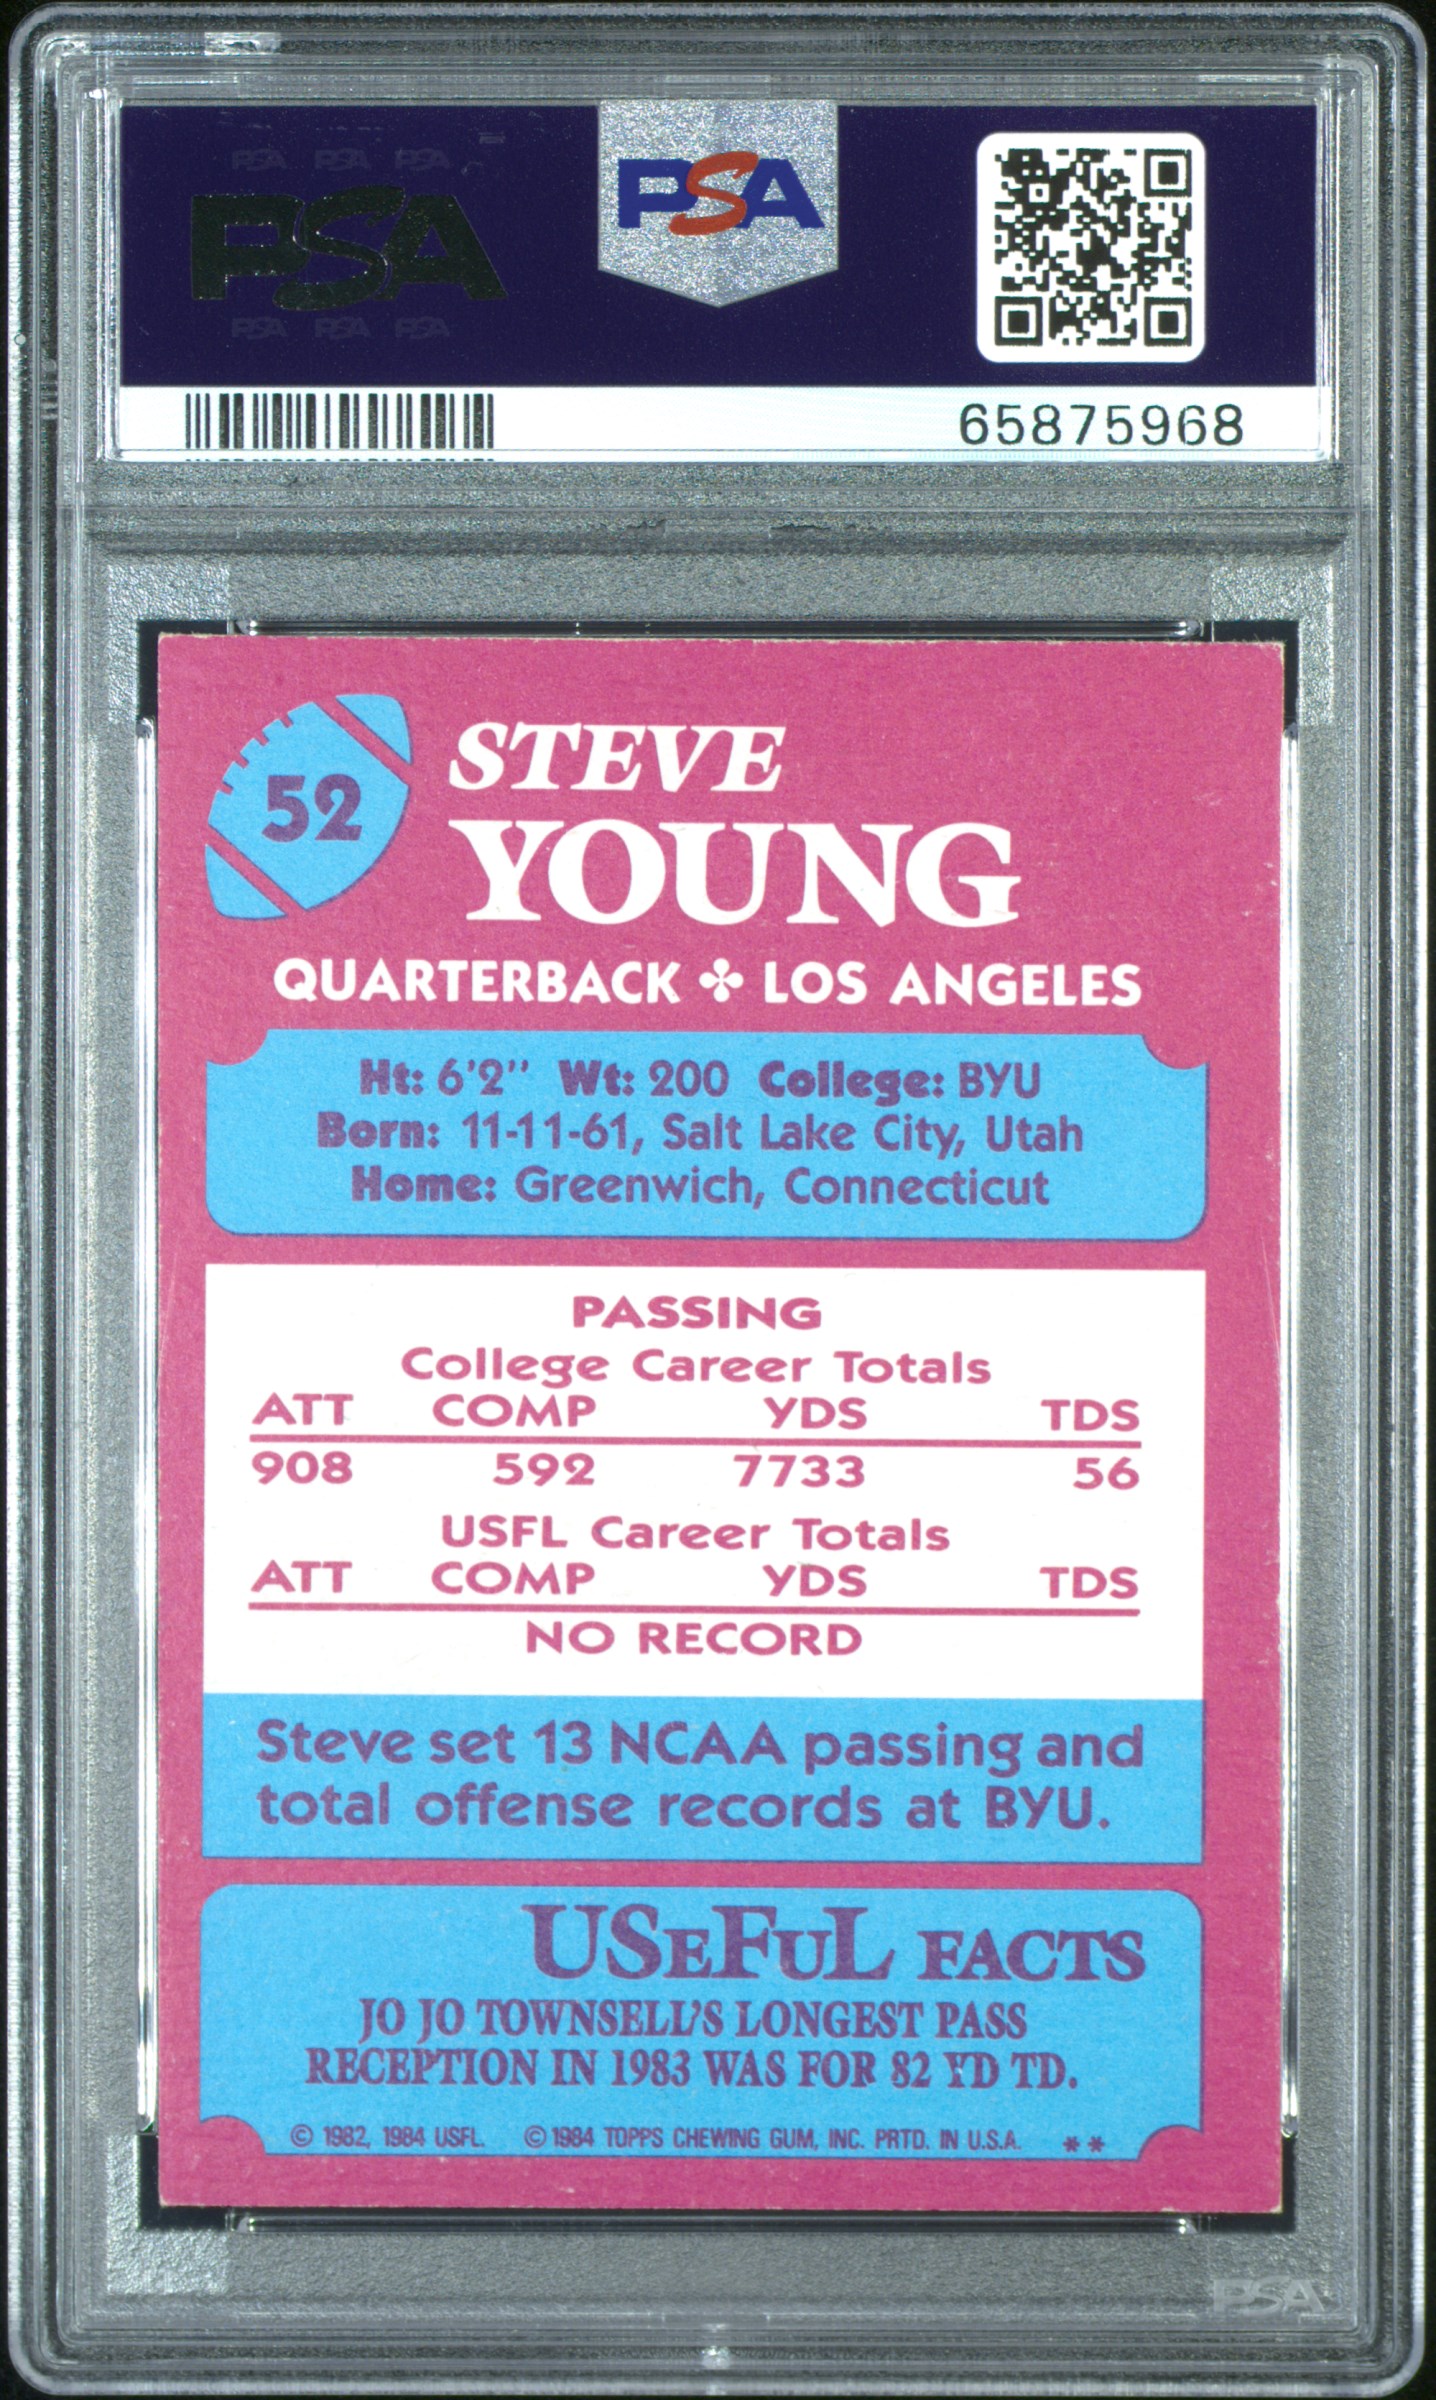 PSA PSA PSA
PSA
PSA PSA PSA
PSA
65875968
52
STEVE
YOUNG
QUARTERBACK ✤ LOS ANGELES
Ht: 6'2" Wt: 200 College: BYU
Born: 11-11-61, Salt Lake City, Utah
Home: Greenwich, Connecticut
PASSING
College Career Totals
ATT COMP YDS TDS
908 592 7733 56
USFL Career Totals
ATT COMP YDS TDS
NO RECORD
Steve set 13 NCAA passing and
total offense records at BYU.
USEFUL FACTS
JO JO TOWNSELL'S LONGEST PASS
RECEPTION IN 1983 WAS FOR 82 YD TD.
© 1982, 1984 USFL. © 1984 TOPPS CHEWING GUM, INC. PRTD. IN U.S.A. **
PSA